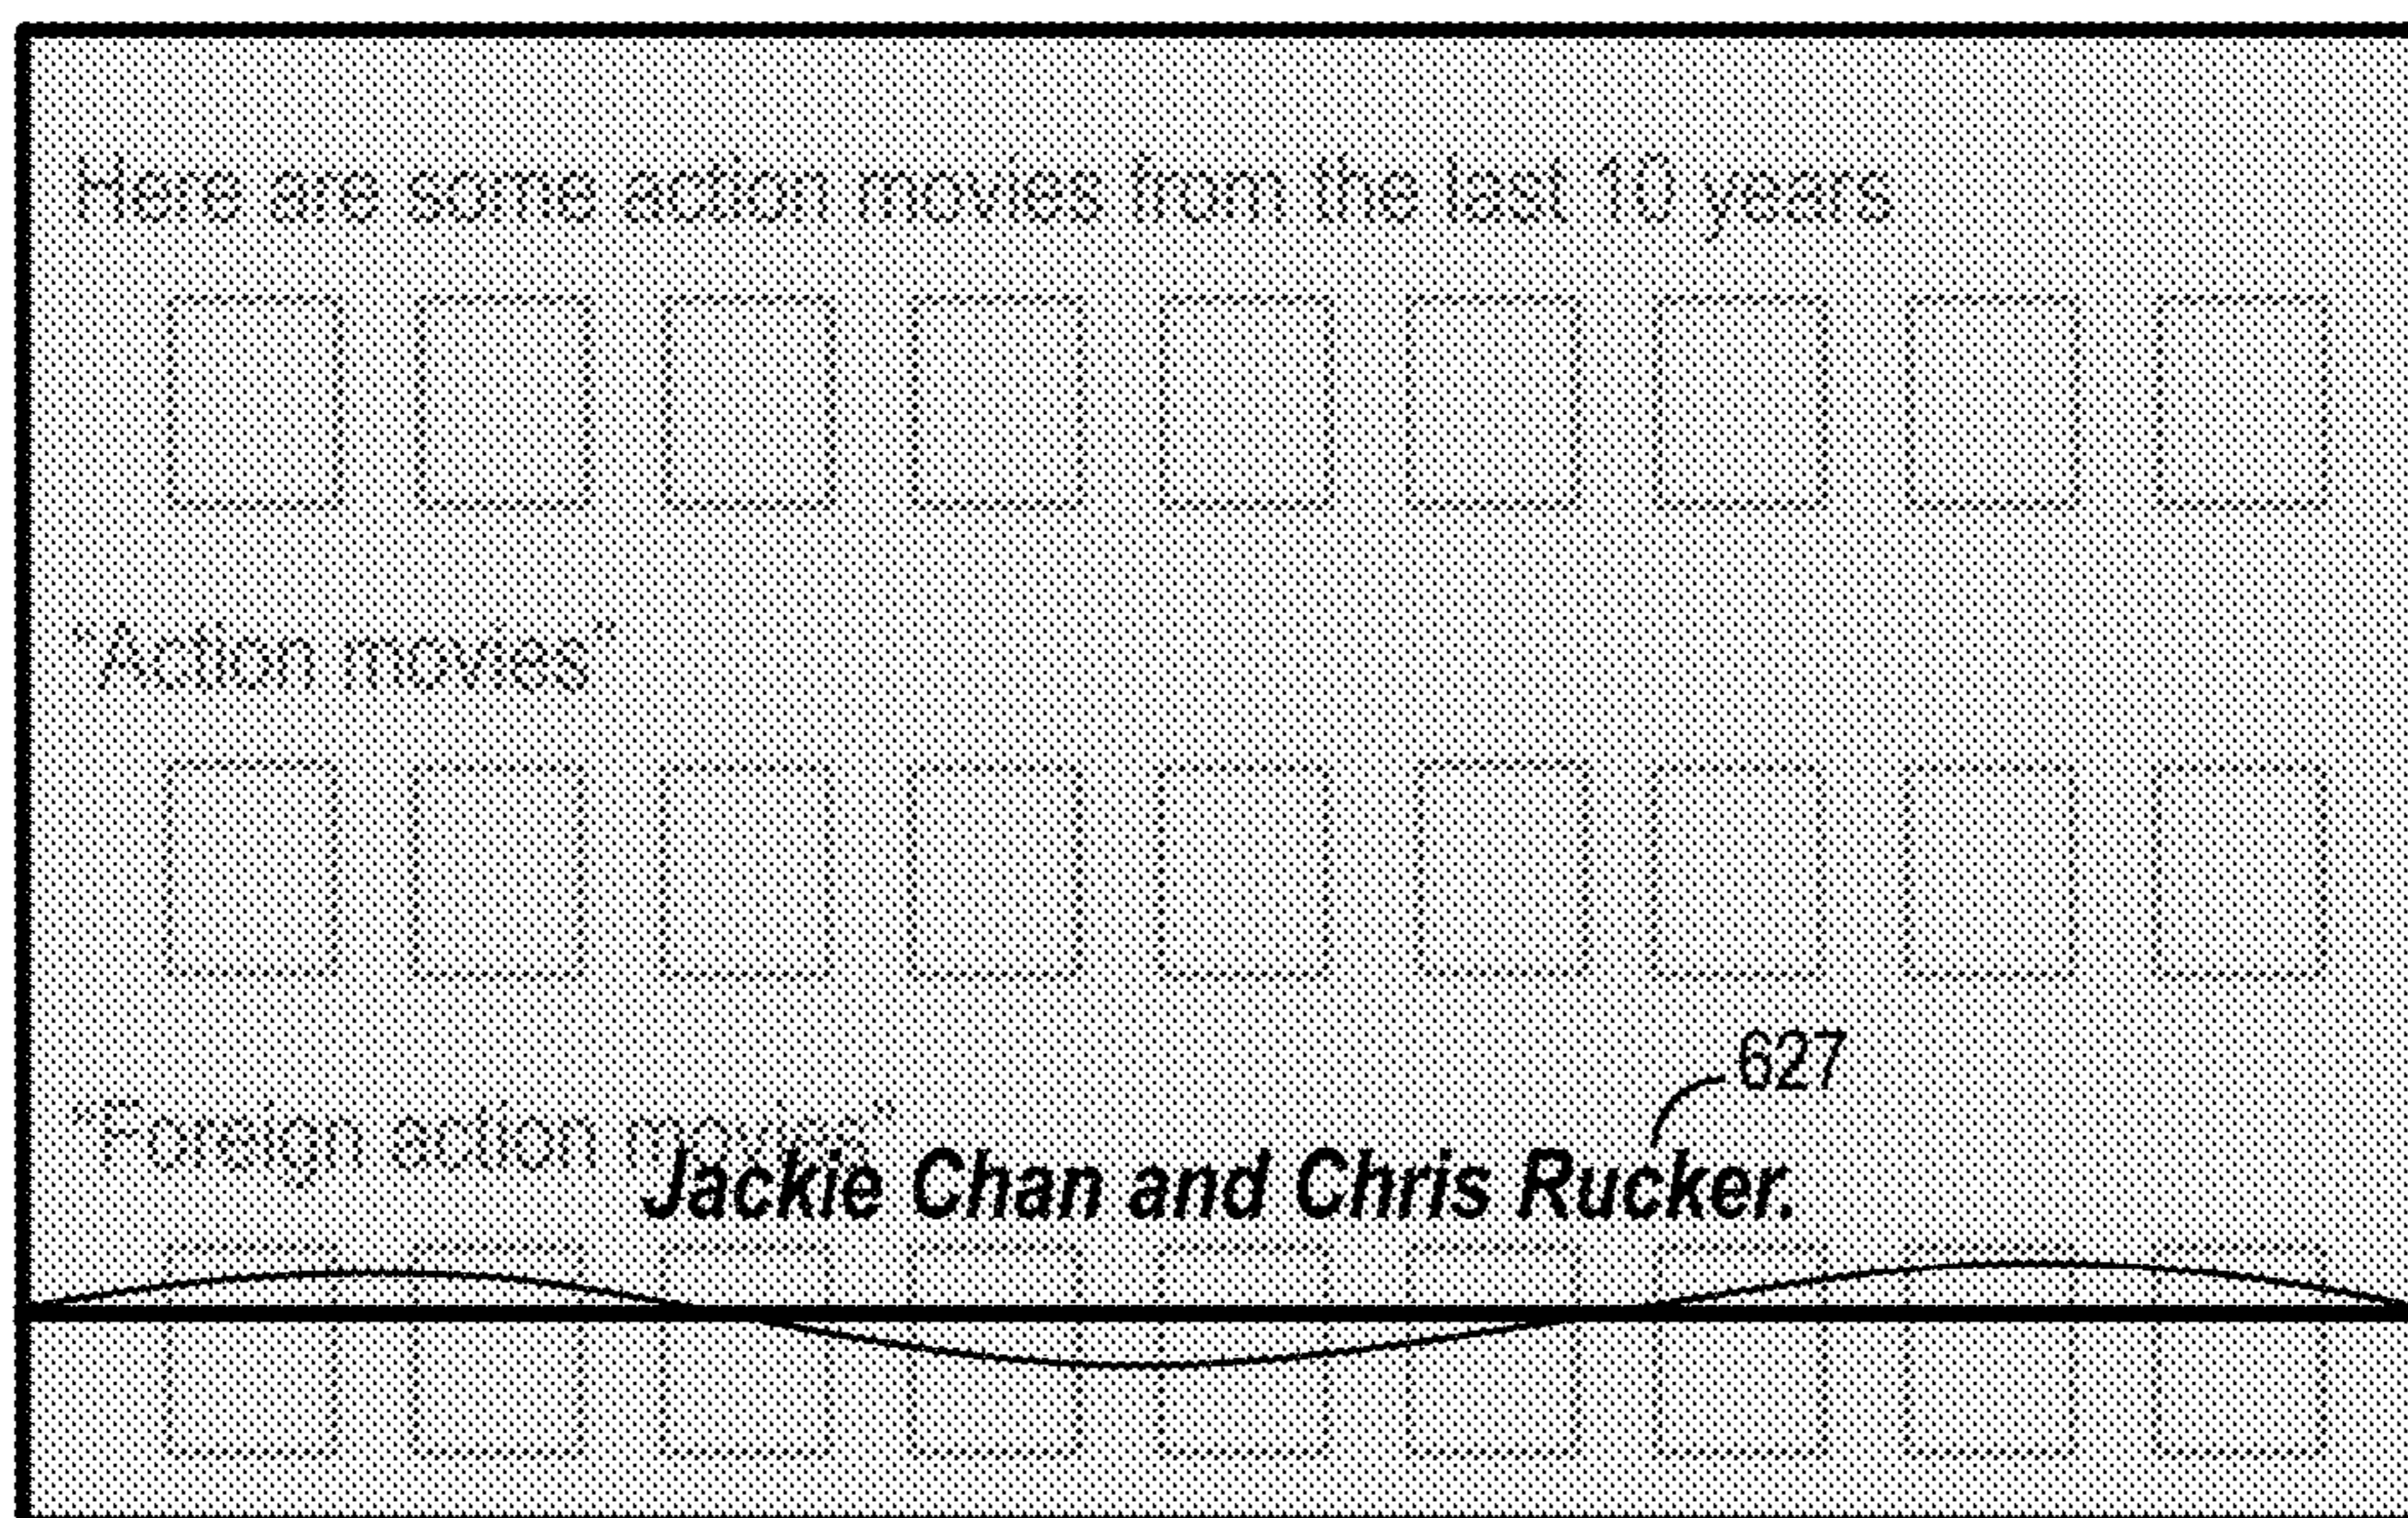 Here are some action movies from the last 10 years
“Action movies”
627
“Foreign action movies”
Jackie Chan and Chris Rucker.